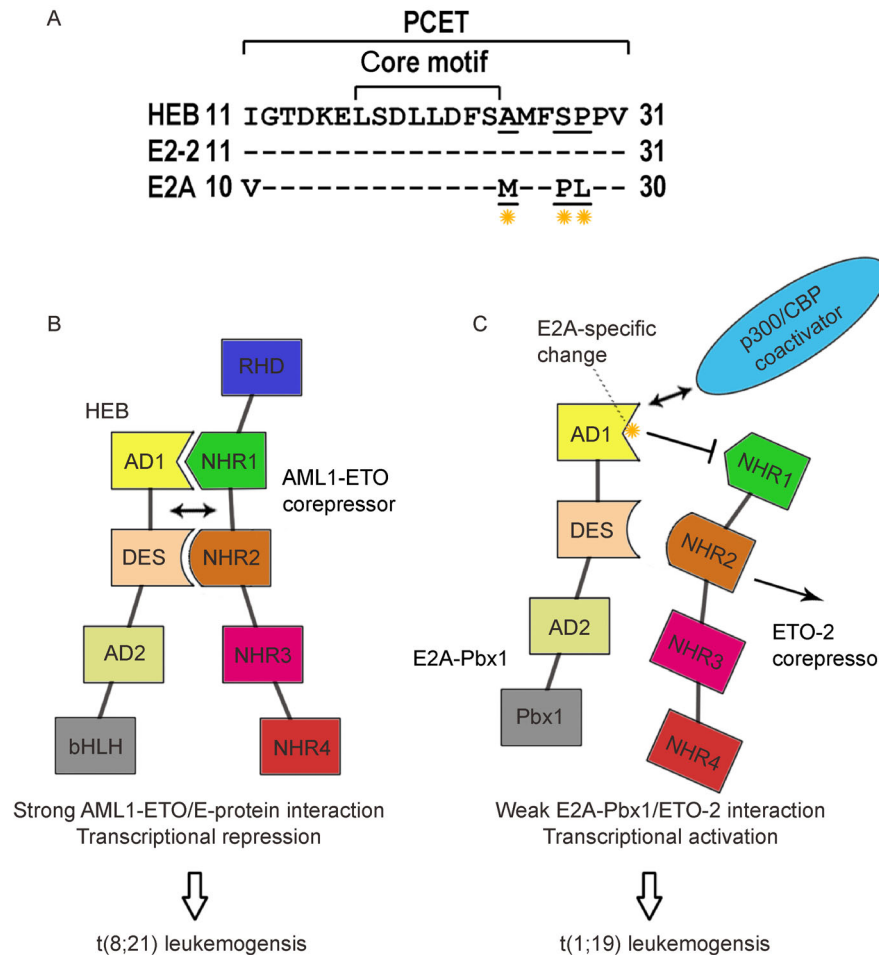 A
PCET
Core motif
HEB 11 IGTDKELSDLLDFSAMFSPPV 31
E2-2 11 --------------------- 31
E2A 10 V-------------M--PL-- 30
B
RHD
HEB
AD1
NHR1
AML1-ETO
corepressor
DES
NHR2
AD2
NHR3
bHLH
NHR4
Strong AML1-ETO/E-protein interaction
Transcriptional repression
t(8;21) leukemogensis
C
E2A-specific
change
p300/CBP
coactivator
AD1
NHR1
DES
NHR2
ETO-2
corepresso
AD2
E2A-Pbx1
NHR3
Pbx1
NHR4
Weak E2A-Pbx1/ETO-2 interaction
Transcriptional activation
t(1;19) leukemogensis